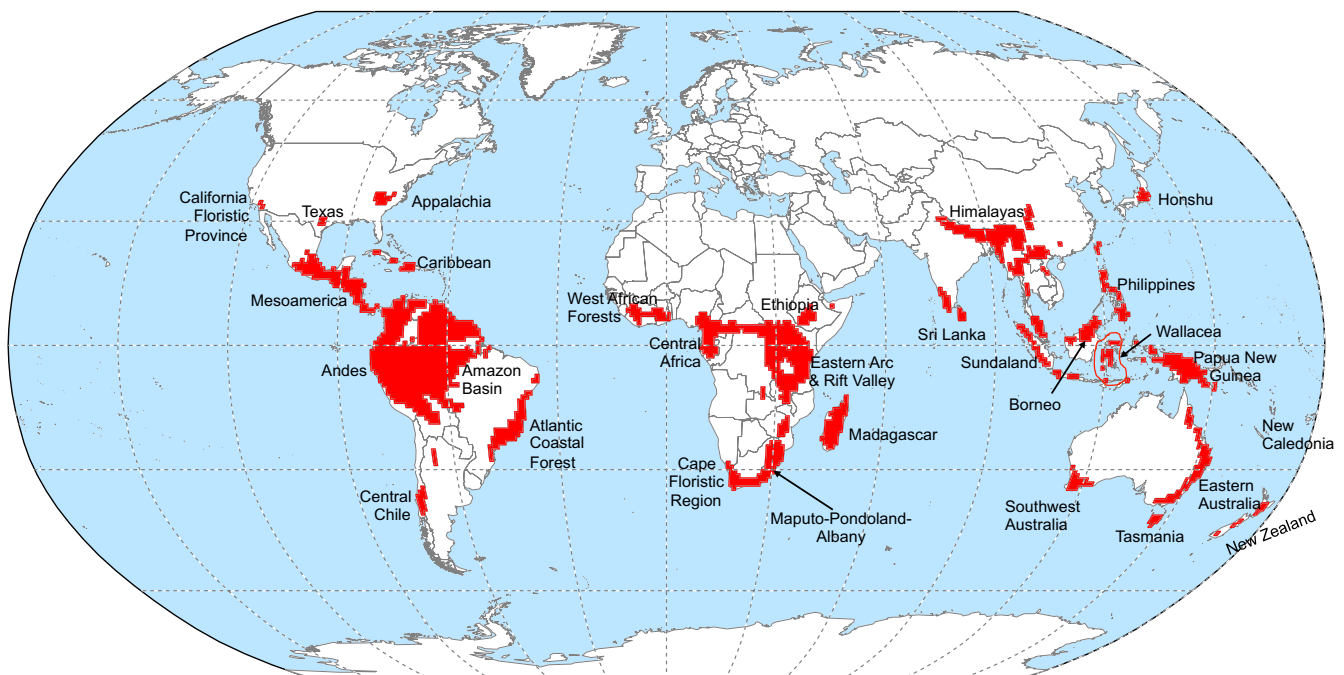 California
Floristic
Province
Texas
Appalachia
Caribbean
Mesoamerica
Andes
Amazon
Basin
Atlantic
Coastal
Forest
Central
Chile
West African
Forests
Ethiopia
Central
Africa
Eastern Arc
& Rift Valley
Madagascar
Cape
Floristic
Region
Maputo-Pondoland-
Albany
Himalayas
Honshu
Philippines
Sri Lanka
Sundaland
Wallacea
Borneo
Papua New
Guinea
New
Caledonia
Southwest
Australia
Eastern
Australia
Tasmania
New Zealand